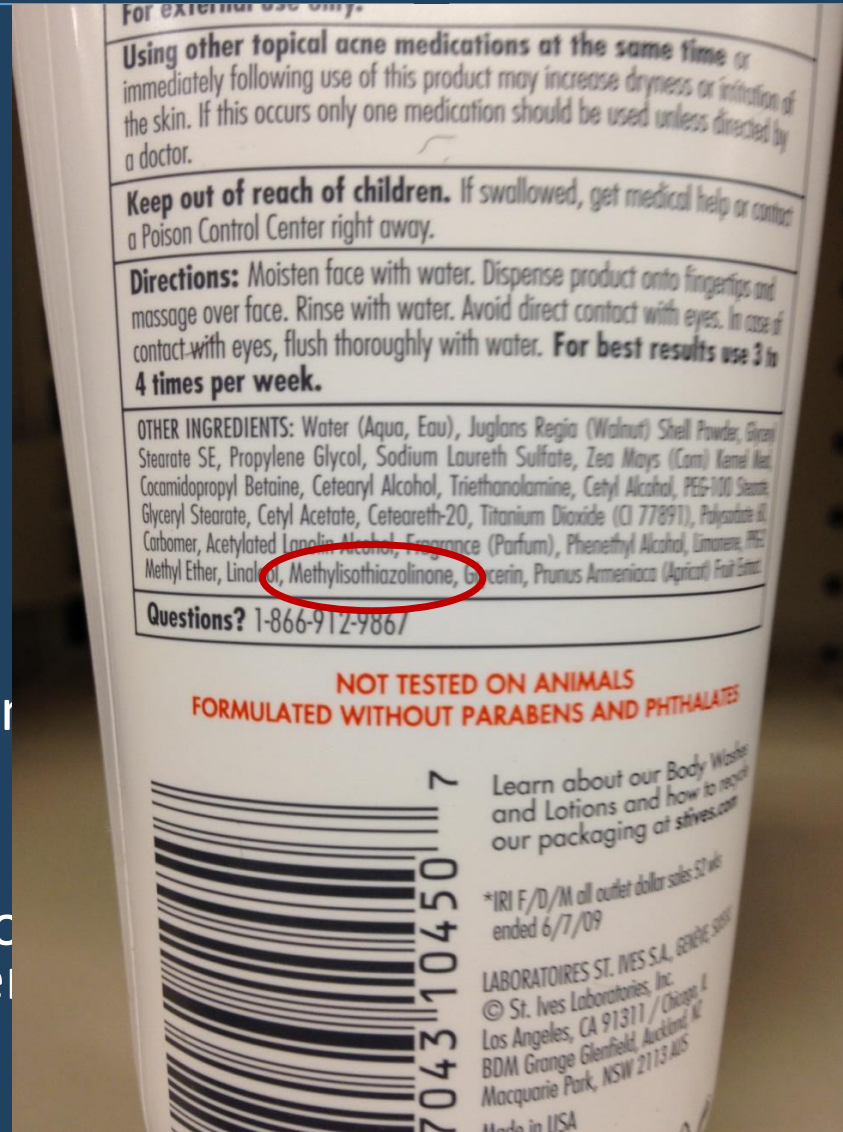 For external use only.
Using other topical acne medications at the same time or
immediately following use of this product may increase dryness or irritation of
the skin. If this occurs only one medication should be used unless directed by
a doctor.
Keep out of reach of children. If swallowed, get medical help or contact
a Poison Control Center right away.
Directions: Moisten face with water. Dispense product onto fingertips and
massage over face. Rinse with water. Avoid direct contact with eyes. In case of
contact with eyes, flush thoroughly with water. For best results use 3 to
4 times per week.
OTHER INGREDIENTS: Water (Aqua, Eau), Juglans Regia (Walnut) Shell Powder, Glyceryl
Stearate SE, Propylene Glycol, Sodium Laureth Sulfate, Zea Mays (Corn) Kernel Meal,
Cocamidopropyl Betaine, Cetearyl Alcohol, Triethanolamine, Cetyl Alcohol, PEG-100 Stearate,
Glyceryl Stearate, Cetyl Acetate, Ceteareth-20, Titanium Dioxide (CI 77891), Polysorbate 60,
Carbomer, Acetylated Lanolin Alcohol, Fragrance (Parfum), Phenethyl Alcohol, Limonene,
Methyl Ether, Linalool, Methylisothiazolinone, Glycerin, Prunus Armeniaca (Apricot) Fruit Extract
Questions? 1-866-912-9867
NOT TESTED ON ANIMALS
FORMULATED WITHOUT PARABENS AND PHTHALATES
Learn about our Body Washes
and Lotions and how to recycle
our packaging at stives.com
*IRI F/D/M all outlet dollar sales 52 wks
ended 6/7/09
LABORATOIRES ST. IVES S.A., GENÈVE, SUISSE
© St. Ives Laboratories, Inc.
Los Angeles, CA 91311 / Chicago, IL
BDM Grange Glenfield, Auckland, NZ
Macquarie Park, NSW 2113 AUS
Made in USA
7043 10450 7